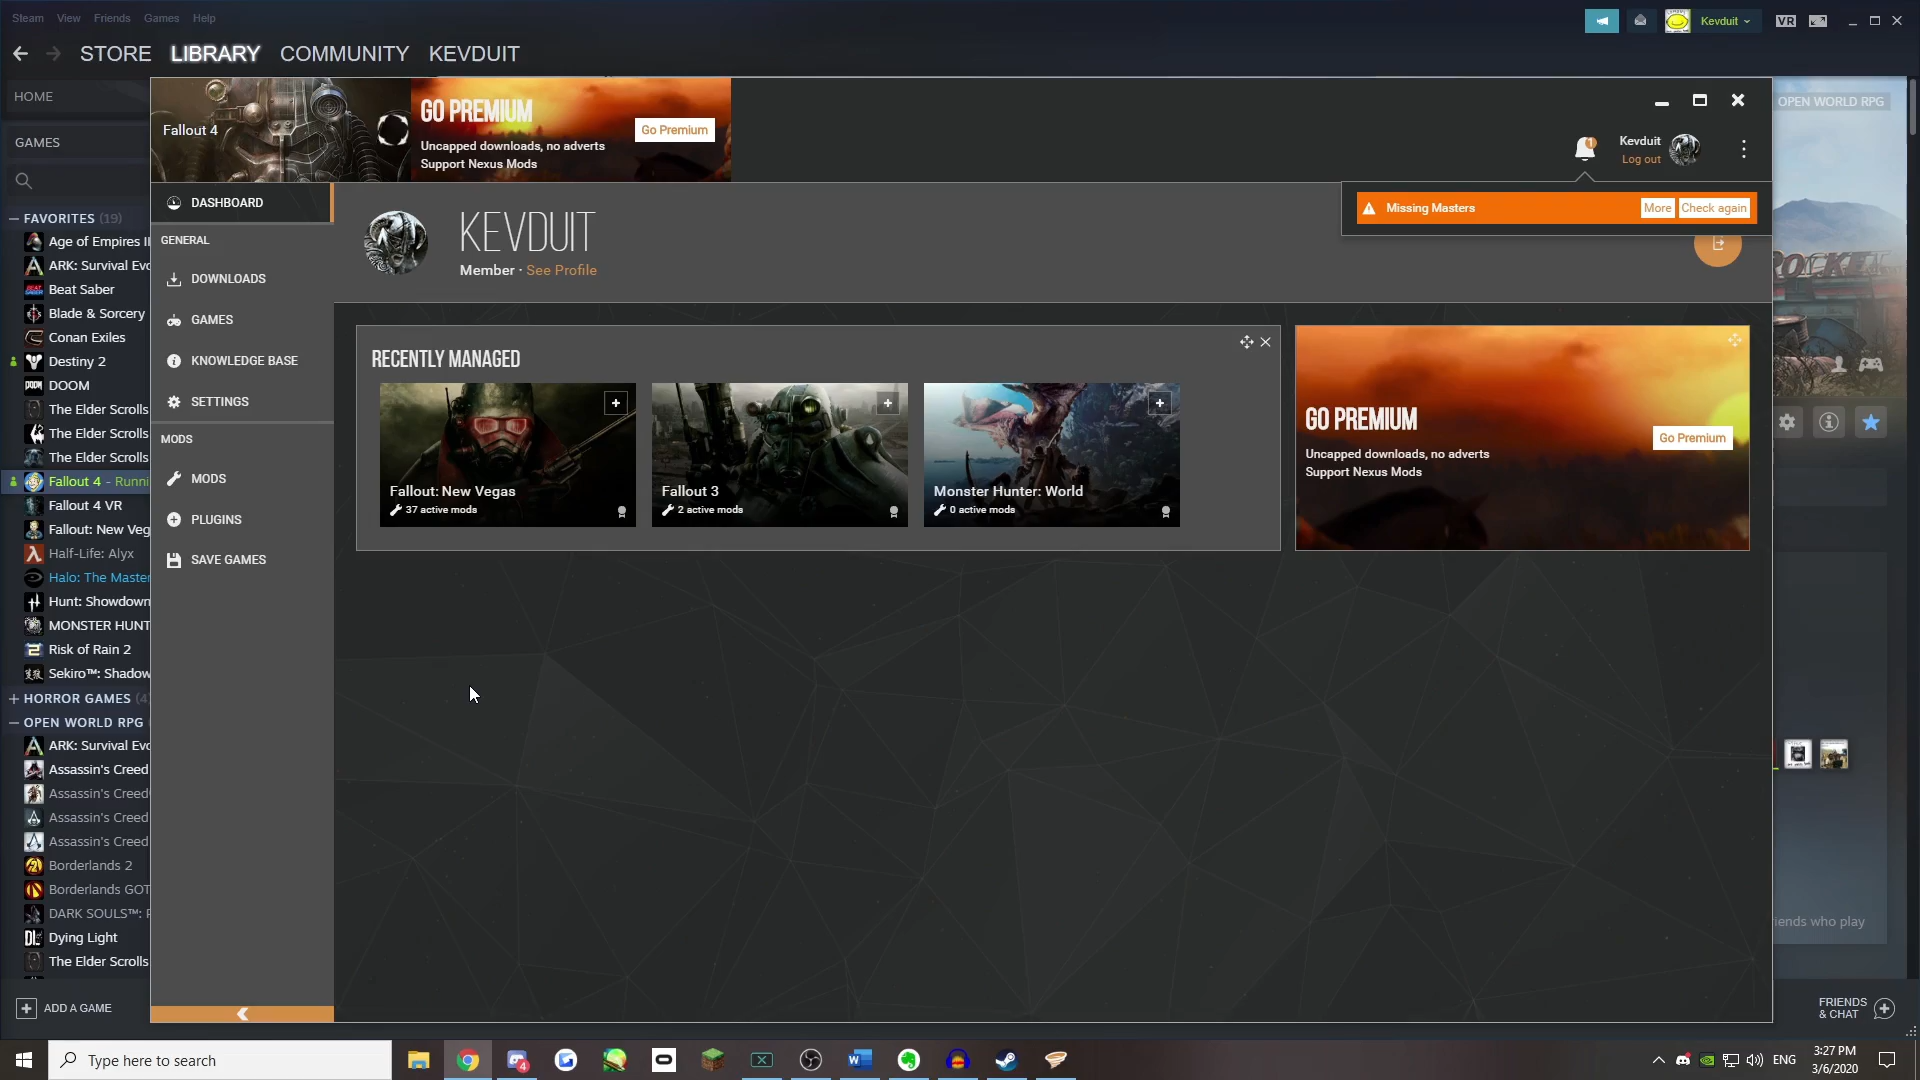 Steam View Friends Games Help
Kevduit
VR
STORE LIBRARY COMMUNITY KEVDUIT
HOME
GAMES
FAVORITES (19)
Age of Empires II
ARK: Survival Evo
Beat Saber
Blade & Sorcery
Conan Exiles
Destiny 2
DOOM
The Elder Scrolls
The Elder Scrolls
The Elder Scrolls
Fallout 4 - Runni
Fallout 4 VR
Fallout: New Veg
Half-Life: Alyx
Halo: The Master
Hunt: Showdown
MONSTER HUNT
Risk of Rain 2
Sekiro™: Shadow
HORROR GAMES (4)
OPEN WORLD RPG
ARK: Survival Evo
Assassin's Creed
Assassin's Creed
Assassin's Creed
Assassin's Creed
Borderlands 2
Borderlands GOT
DARK SOULS™: P
Dying Light
The Elder Scrolls
ADD A GAME
Fallout 4
GO PREMIUM
Uncapped downloads, no adverts
Support Nexus Mods
Go Premium
1
Kevduit
Log out
Missing Masters More Check again
DASHBOARD
GENERAL
DOWNLOADS
GAMES
KNOWLEDGE BASE
SETTINGS
MODS
MODS
PLUGINS
SAVE GAMES
KEVDUIT
Member · See Profile
RECENTLY MANAGED
Fallout: New Vegas
37 active mods
Fallout 3
2 active mods
Monster Hunter: World
0 active mods
GO PREMIUM
Uncapped downloads, no adverts
Support Nexus Mods
Go Premium
OPEN WORLD RPG
iends who play
FRIENDS
& CHAT
Type here to search
4
ENG
3:27 PM
3/6/2020